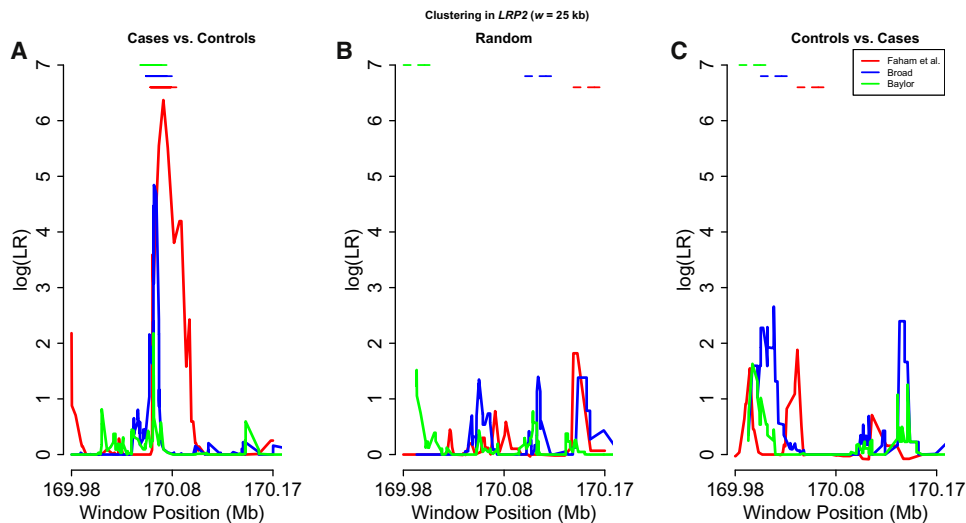 Clustering in LRP2 (w = 25 kb)
A
Cases vs. Controls
7
6
5
4
3
2
1
0
log(LR)
169.98
170.08
170.17
Window Position (Mb)
B
Random
7
6
5
4
3
2
1
0
log(LR)
169.98
170.08
170.17
Window Position (Mb)
C
Controls vs. Cases
Faham et al.
Broad
Baylor
7
6
5
4
3
2
1
0
log(LR)
169.98
170.08
170.17
Window Position (Mb)